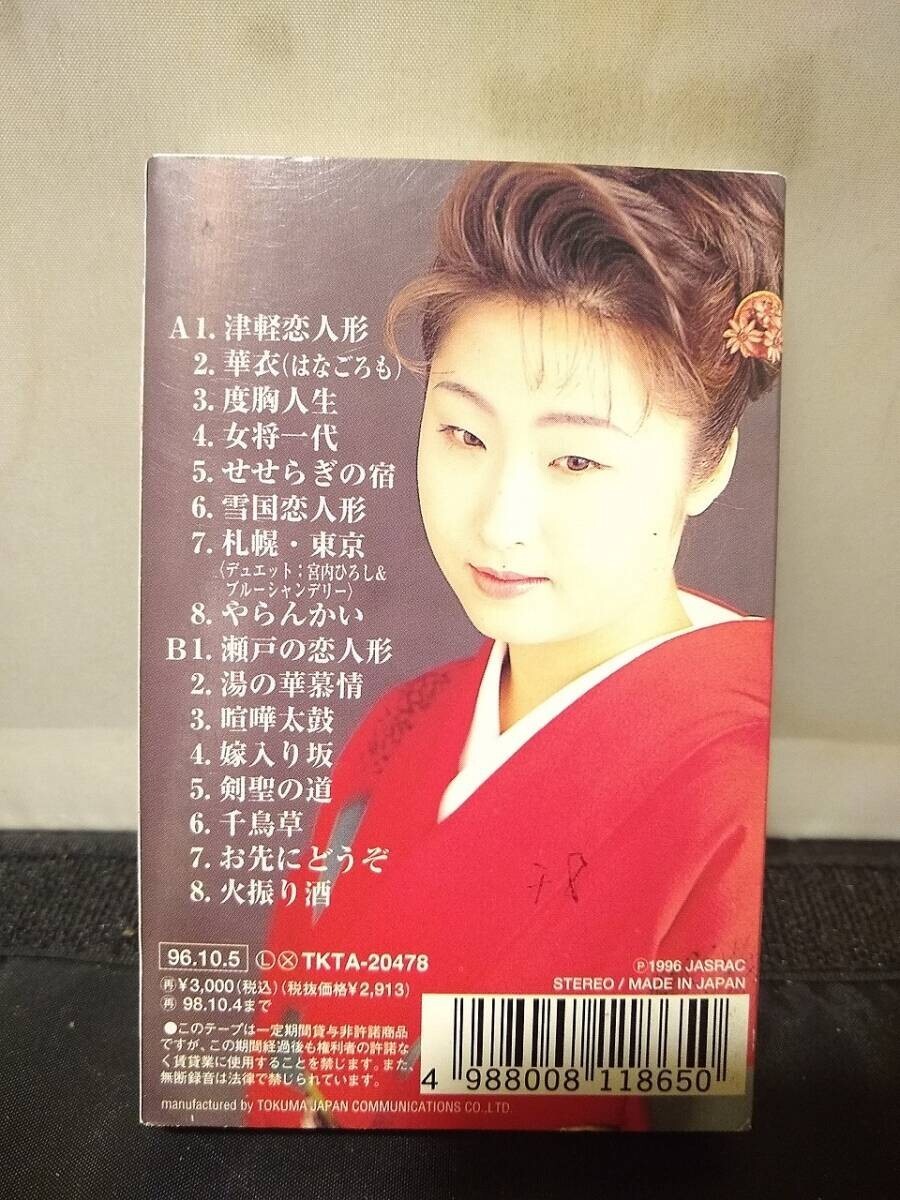 A 1. 津軽恋人形
2. 華衣(はなごろも)
3. 度胸人生
4. 女将一代
5. せせらぎの宿
6. 雪国恋人形
7. 札幌・東京
〈デュエット：宮内ひろし&
ブルーシャンデリー〉
8. やらんかい
B 1. 瀬戸の恋人形
2. 湯の華慕情
3. 喧嘩太鼓
4. 嫁入り坂
5. 剣聖の道
6. 千鳥草
7. お先にどうぞ
8. 火振り酒
96.10.5 Ⓛ Ⓧ TKTA-20478
再 ¥3,000(税込)(税抜価格¥2,913)
再 98.10.4まで
●このテープは一定期間貸与非許諾商品
ですが、この期間経過後も権利者の許諾な
く賃貸業に使用することを禁じます。また、
無断録音は法律で禁じられています。
manufactured by TOKUMA JAPAN COMMUNICATIONS CO.,LTD.
Ⓟ1996 JASRAC
STEREO / MADE IN JAPAN
4 988008 118650